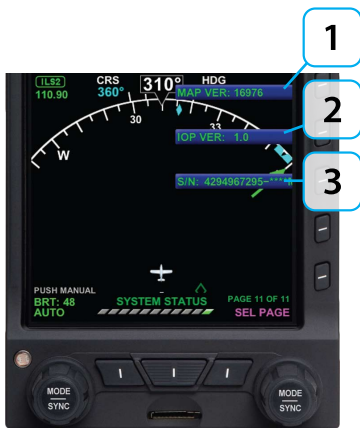 1
ILS2
110.90
CRS
360°
310°
HDG
MAP VER: 16976
2
IOP VER: 1.0
30
33
W
3
S/N: 4294967295-****
PUSH MANUAL
BRT: 48
AUTO
SYSTEM STATUS
PAGE 11 OF 11
SEL PAGE
MODE
SYNC
MODE
SYNC